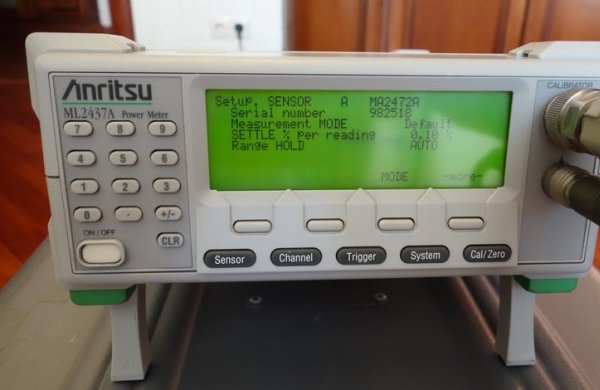 Anritsu
ML2437A Power Meter
CALIBRATOR
Setup, SENSOR A MA2472A
Serial number 982518
Measurement MODE Default
SETTLE % per reading 0.10 %
Range HOLD AUTO
MODE -more-
7 8 9
4 5 6
1 2 3
0 . +/-
ON / OFF
CLR
Sensor Channel Trigger System Cal/Zero